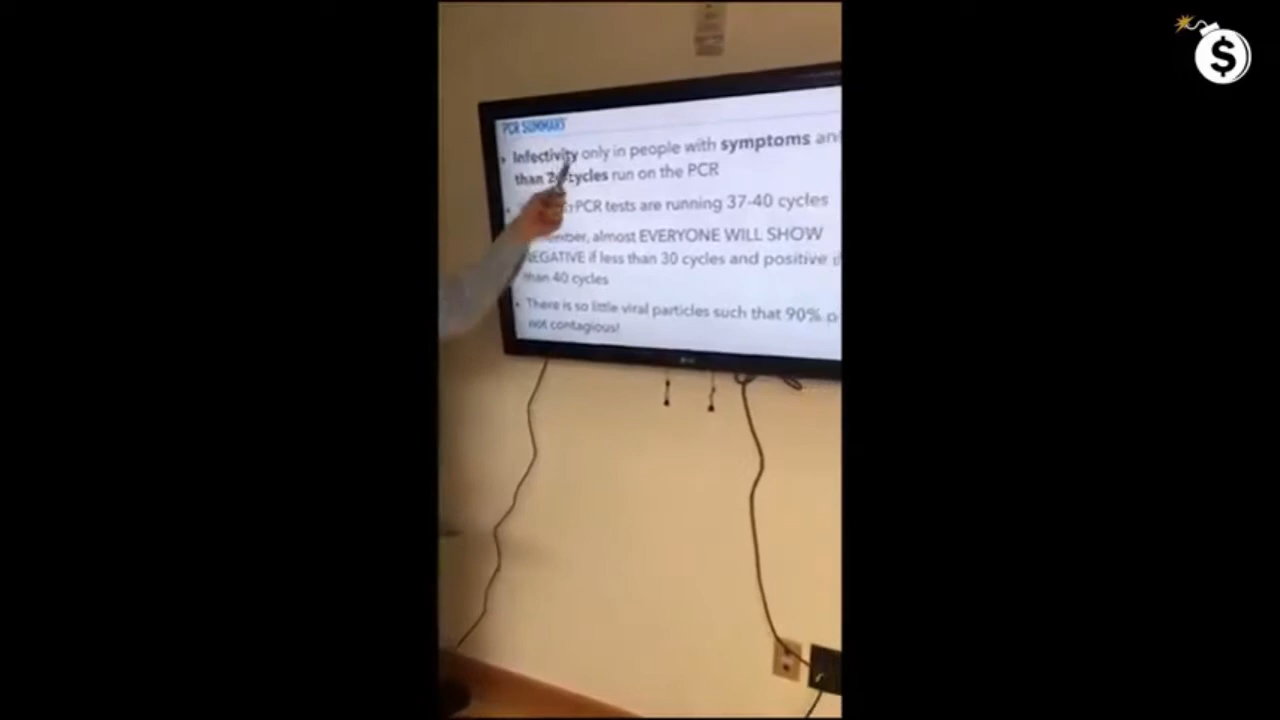 PCR SUMMARY
• Infectivity only in people with symptoms an
than cycles run on the PCR
• PCR tests are running 37-40 cycles
almost EVERYONE WILL SHOW
NEGATIVE if less than 30 cycles and positive
than 40 cycles
• There is so little viral particles such that 90% p
not contagious!
$